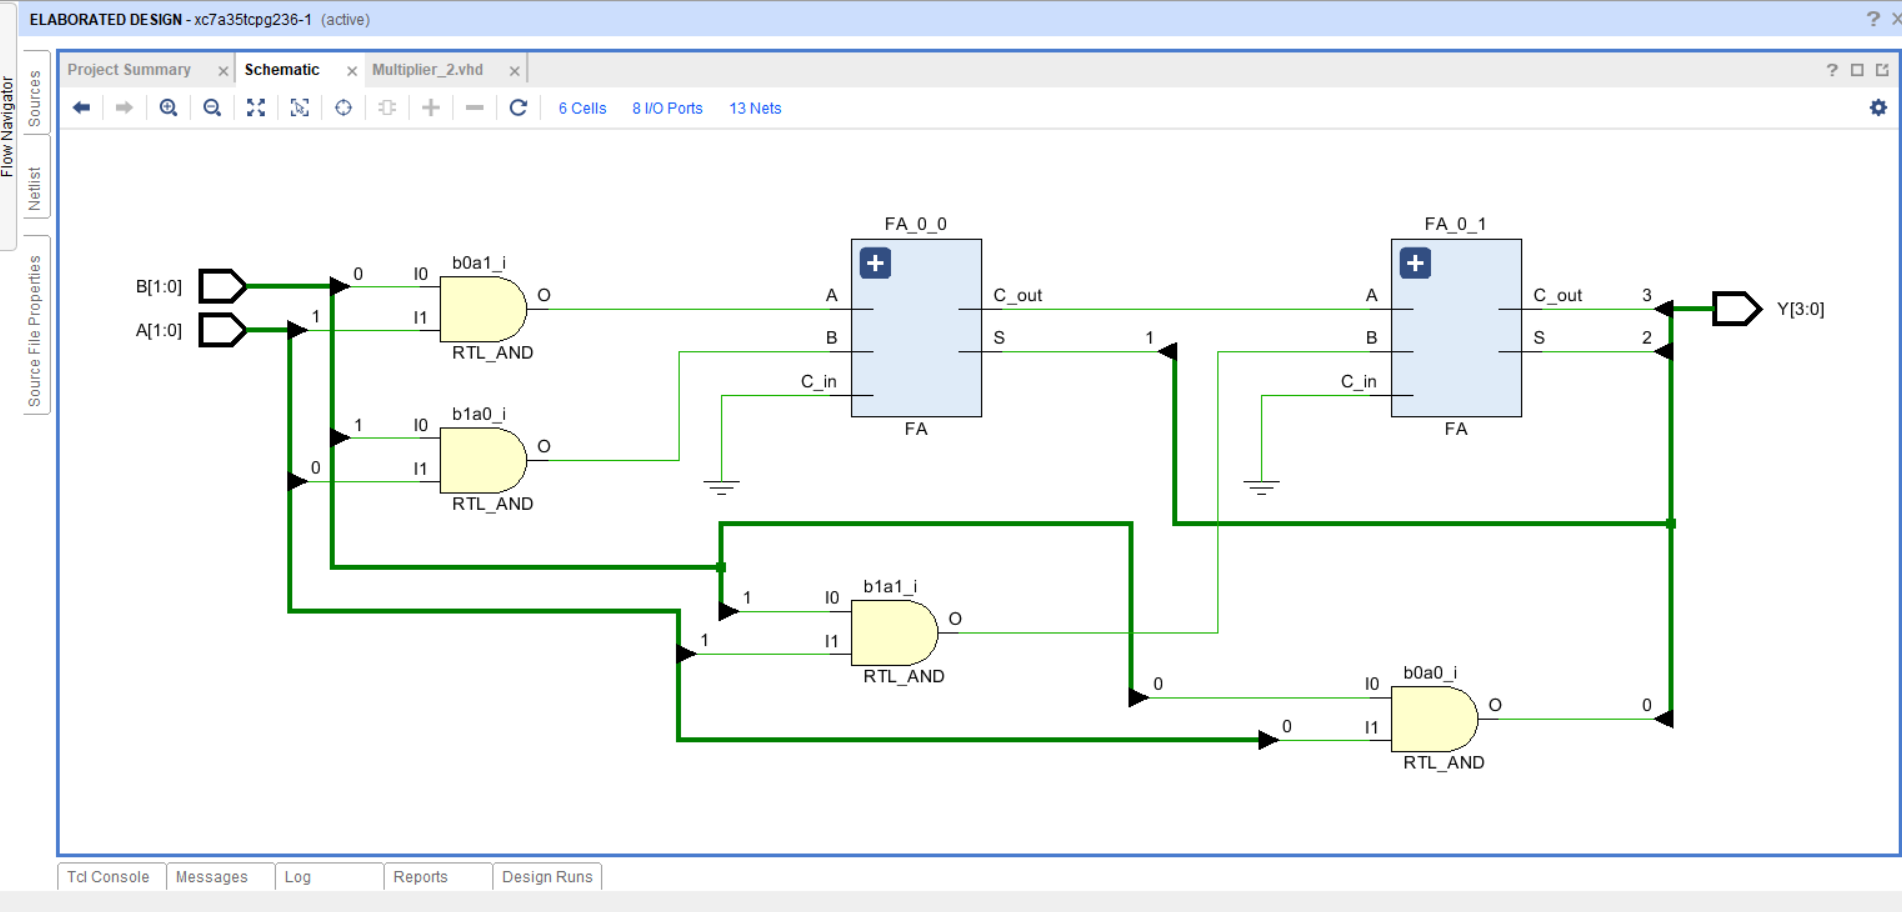 ELABORATED DESIGN - xc7a35tcpg236-1 (active) ? ×
Flow Navigator
Sources
Netlist
Source File Properties
Project Summary × Schematic × Multiplier_2.vhd × ?
6 Cells 8 I/O Ports 13 Nets
FA_0_0 FA_0_1
b0a1_i
B[1:0] 0 I0
O A C_out A C_out 3 Y[3:0]
A[1:0] 1 I1
RTL_AND B S 1 B S 2
C_in C_in
b1a0_i
1 I0 FA FA
O
0 I1
RTL_AND
b1a1_i
1 I0
O
1 I1
RTL_AND b0a0_i
0 I0
O 0
0 I1
RTL_AND
Tcl Console Messages Log Reports Design Runs